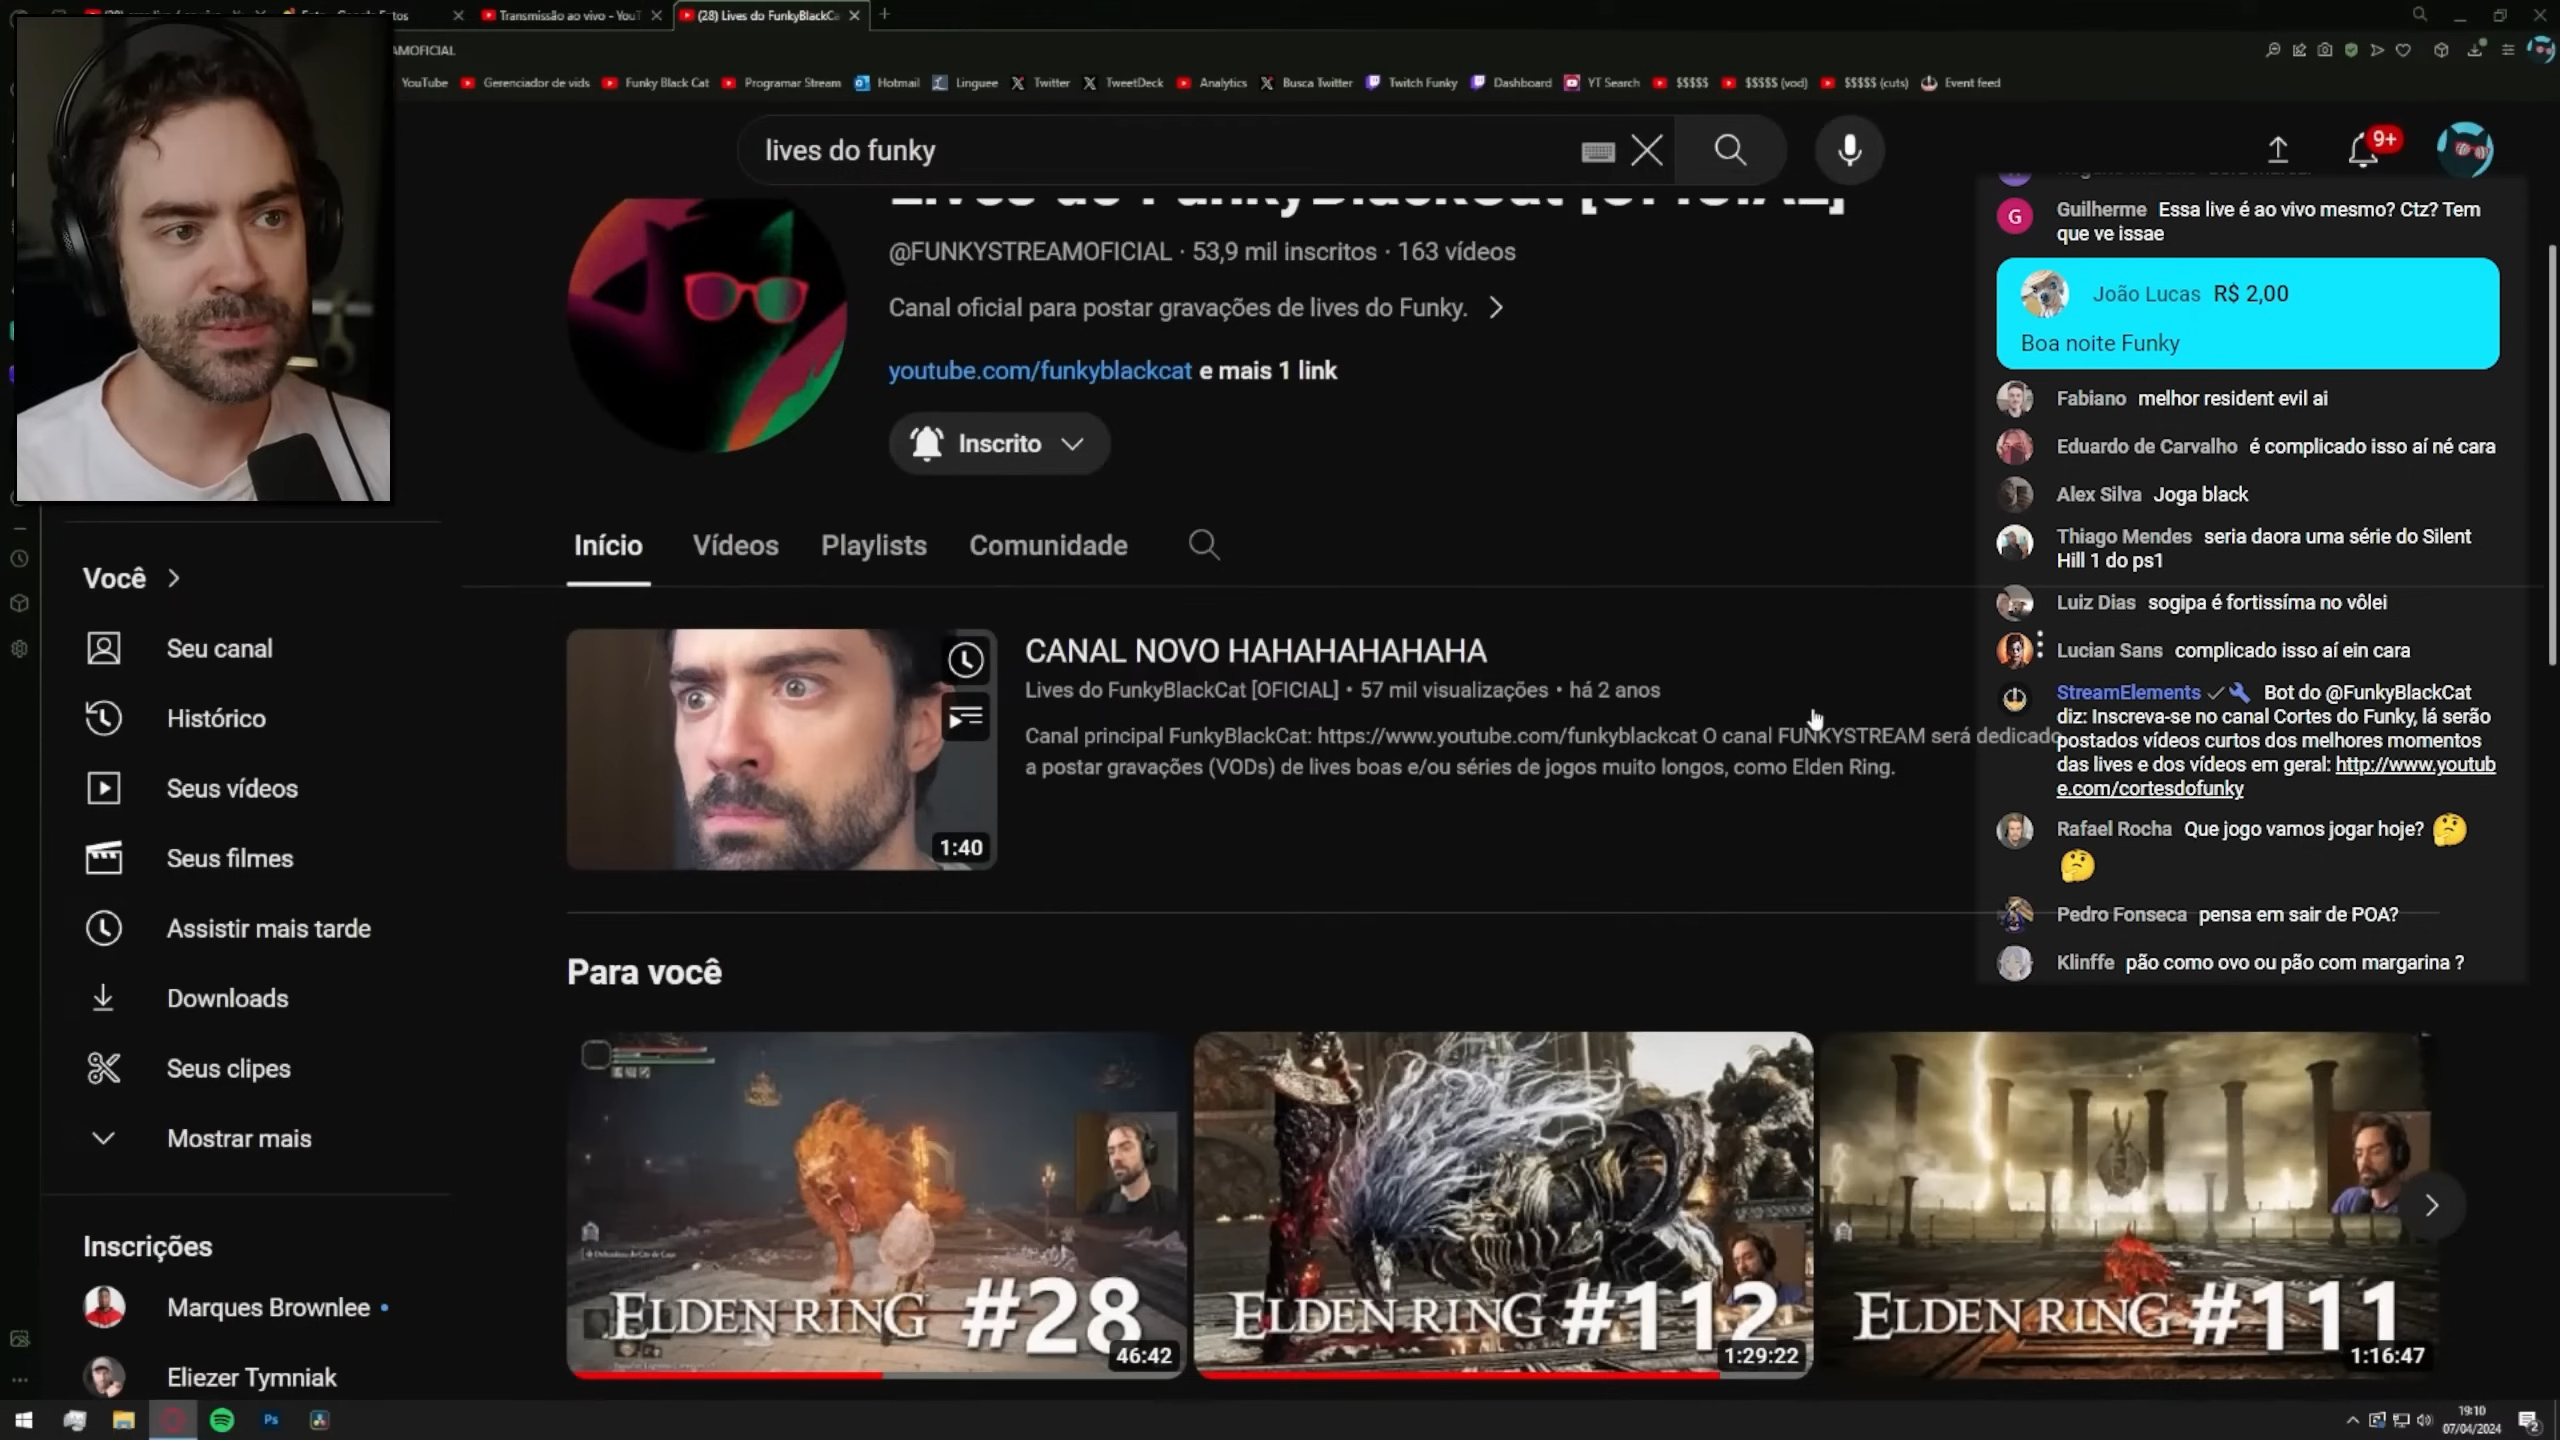 Transmissão ao vivo - YouT
(28) Lives do FunkyBlackCa
AMOFICIAL
YouTube
Gerenciador de vids
Funky Black Cat
Programar Stream
Hotmail
Linguee
Twitter
TweetDeck
Analytics
Busca Twitter
Twitch Funky
Dashboard
YT Search
$$$$$
$$$$$ (vod)
$$$$$ (cuts)
Event feed
lives do funky
9+
Lives do FunkyBlackCat [OFICIAL]
@FUNKYSTREAMOFICIAL · 53,9 mil inscritos · 163 vídeos
Canal oficial para postar gravações de lives do Funky.
youtube.com/funkyblackcat e mais 1 link
Inscrito
Início
Vídeos
Playlists
Comunidade
CANAL NOVO HAHAHAHAHAHA
Lives do FunkyBlackCat [OFICIAL] • 57 mil visualizações • há 2 anos
Canal principal FunkyBlackCat: https://www.youtube.com/funkyblackcat O canal FUNKYSTREAM será dedicado
a postar gravações (VODs) de lives boas e/ou séries de jogos muito longos, como Elden Ring.
1:40
Para você
ELDEN RING #28
46:42
ELDEN RING #112
1:29:22
ELDEN RING #111
1:16:47
Você
Seu canal
Histórico
Seus vídeos
Seus filmes
Assistir mais tarde
Downloads
Seus clipes
Mostrar mais
Inscrições
Marques Brownlee
Eliezer Tymniak
G
Guilherme Essa live é ao vivo mesmo? Ctz? Tem
que ve issae
João Lucas R$ 2,00
Boa noite Funky
Fabiano melhor resident evil ai
Eduardo de Carvalho é complicado isso aí né cara
Alex Silva Joga black
Thiago Mendes seria daora uma série do Silent
Hill 1 do ps1
Luiz Dias sogipa é fortissíma no vôlei
Lucian Sans complicado isso aí ein cara
StreamElements Bot do @FunkyBlackCat
diz: Inscreva-se no canal Cortes do Funky, lá serão
postados vídeos curtos dos melhores momentos
das lives e dos vídeos em geral: http://www.youtub
e.com/cortesdofunky
Rafael Rocha Que jogo vamos jogar hoje? 🤔
🤔
Pedro Fonseca pensa em sair de POA?
Klinffe pão como ovo ou pão com margarina ?
Ps
19:10
07/04/2024
2